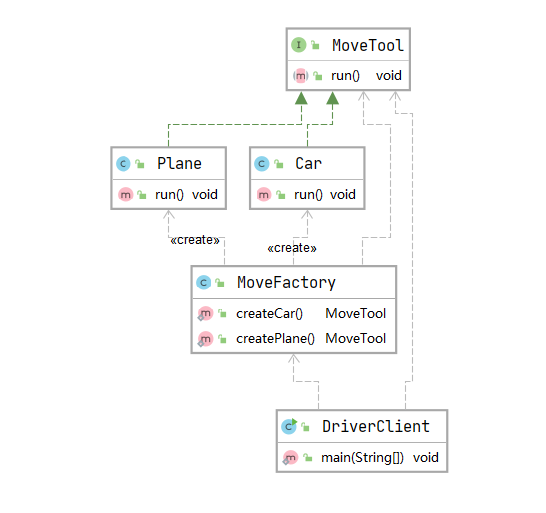 MoveTool
run() void
Plane
run() void
Car
run() void
«create»
«create»
MoveFactory
createCar() MoveTool
createPlane() MoveTool
DriverClient
main(String[]) void